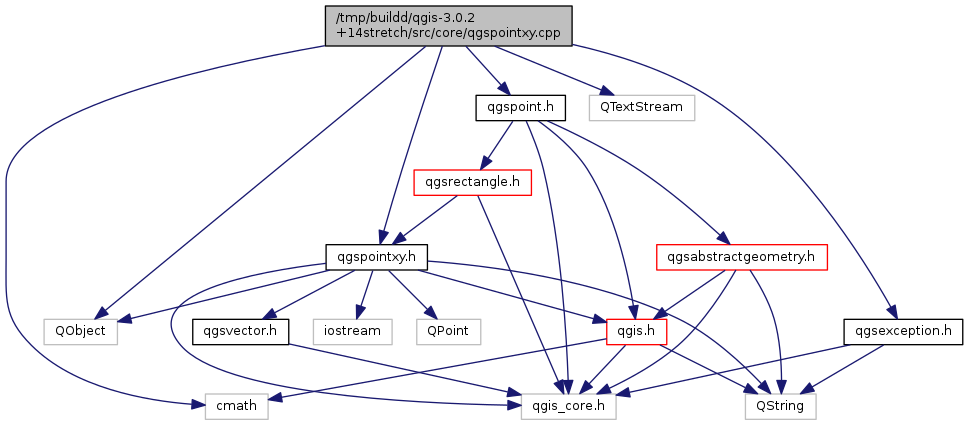 /tmp/buildd/qgis-3.0.2
+14stretch/src/core/qgspointxy.cpp
qgspoint.h
QTextStream
qgsrectangle.h
qgspointxy.h
qgsabstractgeometry.h
QObject
qgsvector.h
iostream
QPoint
qgis.h
qgsexception.h
cmath
qgis_core.h
QString